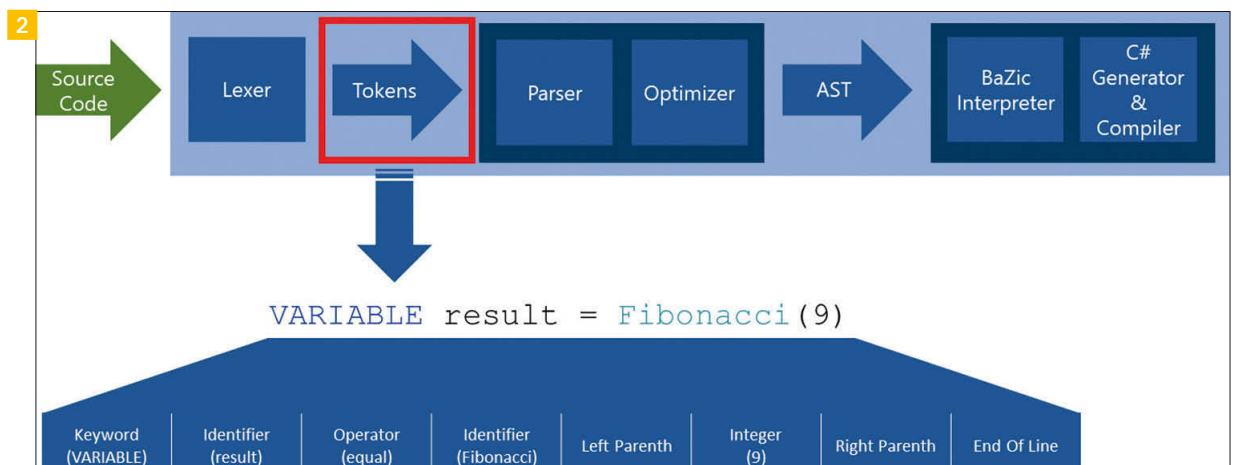 2
Source
Code
Lexer
Tokens
Parser
Optimizer
AST
BaZic
Interpreter
C#
Generator
&
Compiler
VARIABLE result = Fibonacci(9)
Keyword
(VARIABLE)
Identifier
(result)
Operator
(equal)
Identifier
(Fibonacci)
Left Parenth
Integer
(9)
Right Parenth
End Of Line